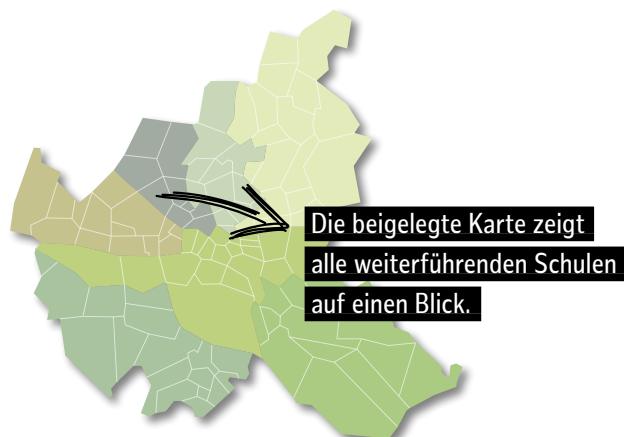 Die beigelegte Karte zeigt
alle weiterführenden Schulen
auf einen Blick.